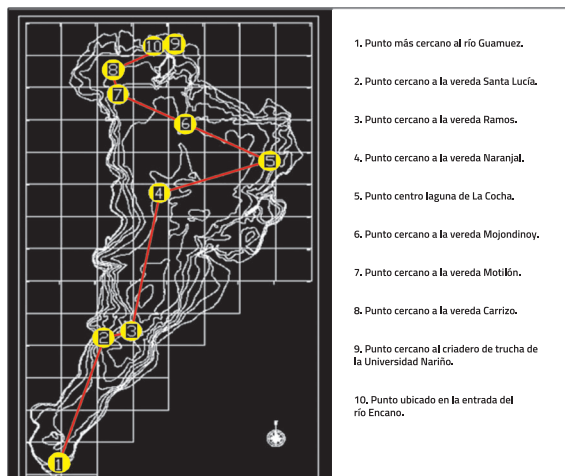 10
9
8
7
6
5
4
3
2
1
1. Punto más cercano al río Guamuez.
2. Punto cercano a la vereda Santa Lucía.
3. Punto cercano a la vereda Ramos.
4. Punto cercano a la vereda Naranjal.
5. Punto centro laguna de La Cocha.
6. Punto cercano a la vereda Mojondinoy.
7. Punto cercano a la vereda Motilón.
8. Punto cercano a la vereda Carrizo.
9. Punto cercano al criadero de trucha de
la Universidad Nariño.
10. Punto ubicado en la entrada del
río Encano.